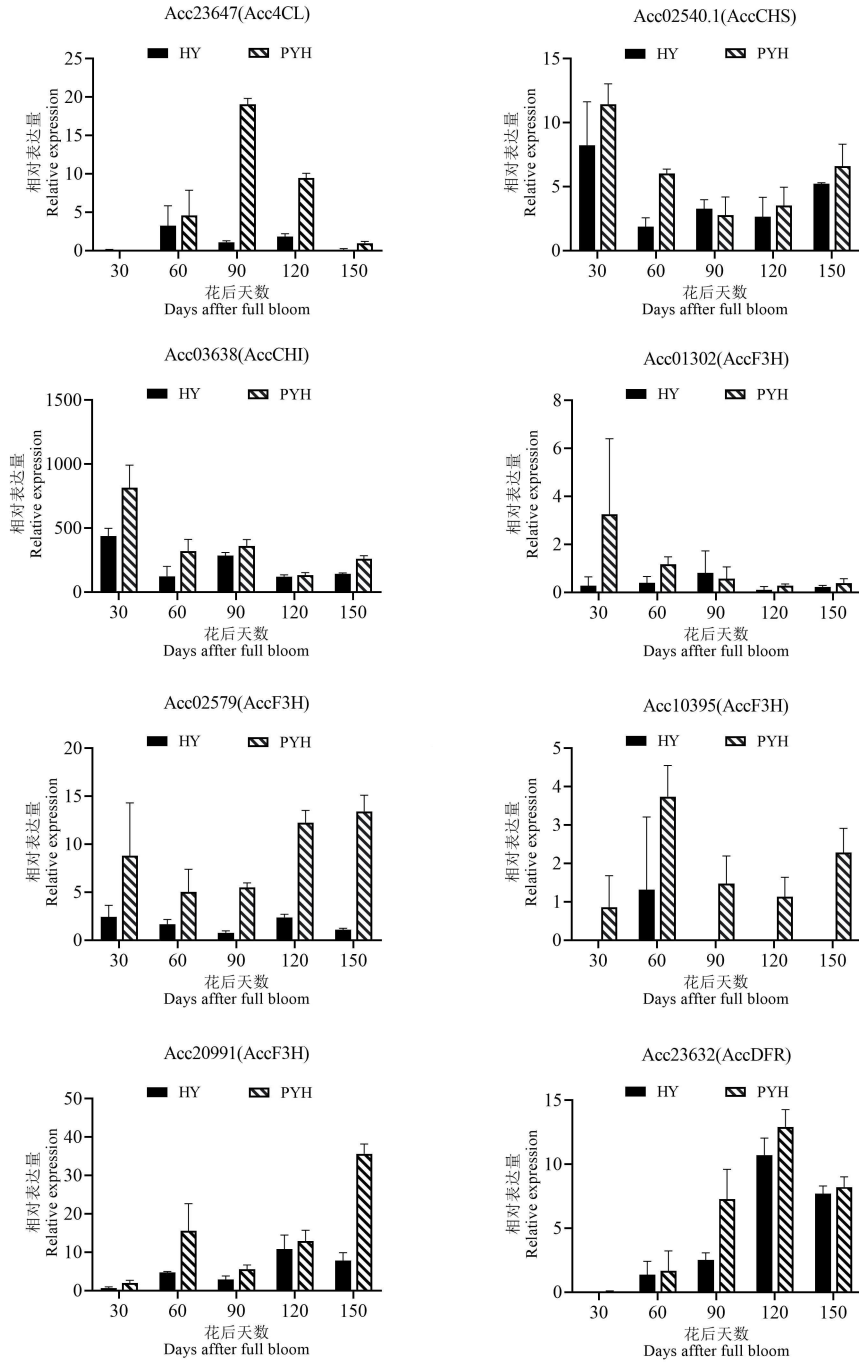 Acc23647(Acc4CL)
HY PYH
相对表达量
Relative expression
25
20
15
10
5
0
30 60 90 120 150
花后天数
Days affter full bloom
Acc02540.1(AccCHS)
HY PYH
相对表达量
Relative expression
15
10
5
0
30 60 90 120 150
花后天数
Days affter full bloom
Acc03638(AccCHI)
HY PYH
相对表达量
Relative expression
1500
1000
500
0
30 60 90 120 150
花后天数
Days affter full bloom
Acc01302(AccF3H)
HY PYH
相对表达量
Relative expression
8
6
4
2
0
30 60 90 120 150
花后天数
Days affter full bloom
Acc02579(AccF3H)
HY PYH
相对表达量
Relative expression
20
15
10
5
0
30 60 90 120 150
花后天数
Days affter full bloom
Acc10395(AccF3H)
HY PYH
相对表达量
Relative expression
5
4
3
2
1
0
30 60 90 120 150
花后天数
Days affter full bloom
Acc20991(AccF3H)
HY PYH
相对表达量
Relative expression
50
40
30
20
10
0
30 60 90 120 150
花后天数
Days affter full bloom
Acc23632(AccDFR)
HY PYH
相对表达量
Relative expression
15
10
5
0
30 60 90 120 150
花后天数
Days affter full bloom